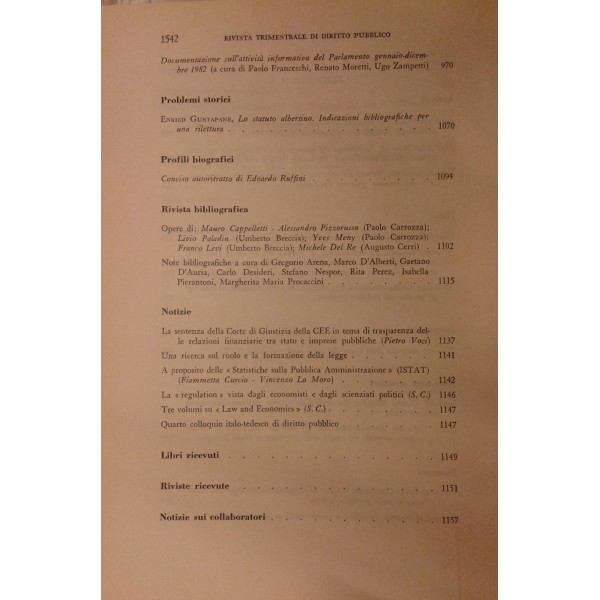 1542 RIVISTA TRIMESTRALE DI DIRITTO PUBBLICO
Documentazione sull'attività informativa del Parlamento gennaio-dicem-
bre 1982 (a cura di Paolo Franceschi, Renato Moretti, Ugo Zampetti) 970
Problemi storici
ENRICO GUSTAPANE, Lo statuto albertino. Indicazioni bibliografiche per
una rilettura . . . . . . . . . . . . . 1070
Profili biografici
Conciso autoritratto di Edoardo Ruffini . . . . . . . 1094
Rivista bibliografica
Opere di: Mauro Cappelletti - Alessandro Pizzorusso (Paolo Carrozza);
Livio Paladin (Umberto Breccia); Yves Meny (Paolo Carrozza);
Franco Levi (Umberto Breccia); Michele Del Re (Augusto Cerri) . 1102
Note bibliografiche a cura di Gregorio Arena, Marco D'Alberti, Gaetano
D'Auria, Carlo Desideri, Stefano Nespor, Rita Perez, Isabella
Pierantoni, Margherita Maria Procaccini . . . . . . 1115
Notizie
La sentenza della Corte di Giustizia della CEE in tema di trasparenza del-
le relazioni finanziarie tra stato e imprese pubbliche (Pietro Voci) 1137
Una ricerca sul ruolo e la formazione della legge . . . . . 1141
A proposito delle « Statistiche sulla Pubblica Amministrazione » (ISTAT)
(Fiammetta Curcio - Vincenzo Lo Moro) . . . . . . 1142
La « regulation » vista dagli economisti e dagli scienziati politici (S. C.) 1146
Tre volumi su « Law and Economics » (S. C.) . . . . . . 1147
Quarto colloquio italo-tedesco di diritto pubblico . . . . . 1147
Libri ricevuti . . . . . . . . . . . 1149
Riviste ricevute . . . . . . . . . . . 1151
Notizie sui collaboratori . . . . . . . . . 1157